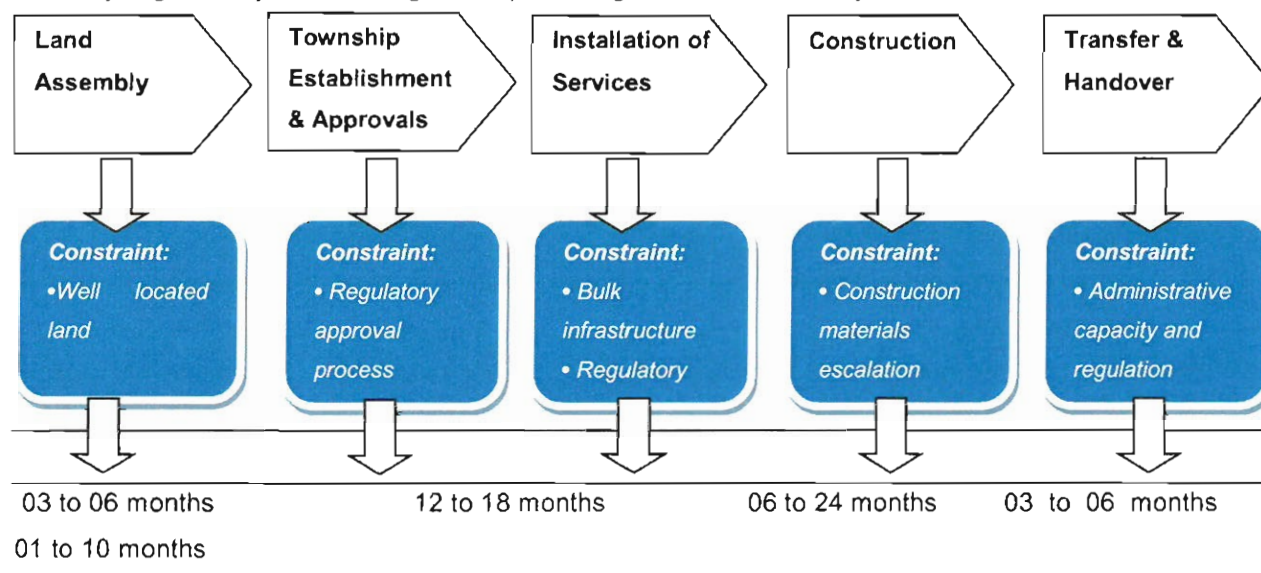 Land
Assembly
Township
Establishment
& Approvals
Installation of
Services
Construction
Transfer &
Handover
Constraint:
•Well located
land
Constraint:
• Regulatory
approval
process
Constraint:
• Bulk
infrastructure
• Regulatory
Constraint:
• Construction
materials
escalation
Constraint:
• Administrative
capacity and
regulation
03 to 06 months
12 to 18 months
06 to 24 months
03 to 06 months
01 to 10 months